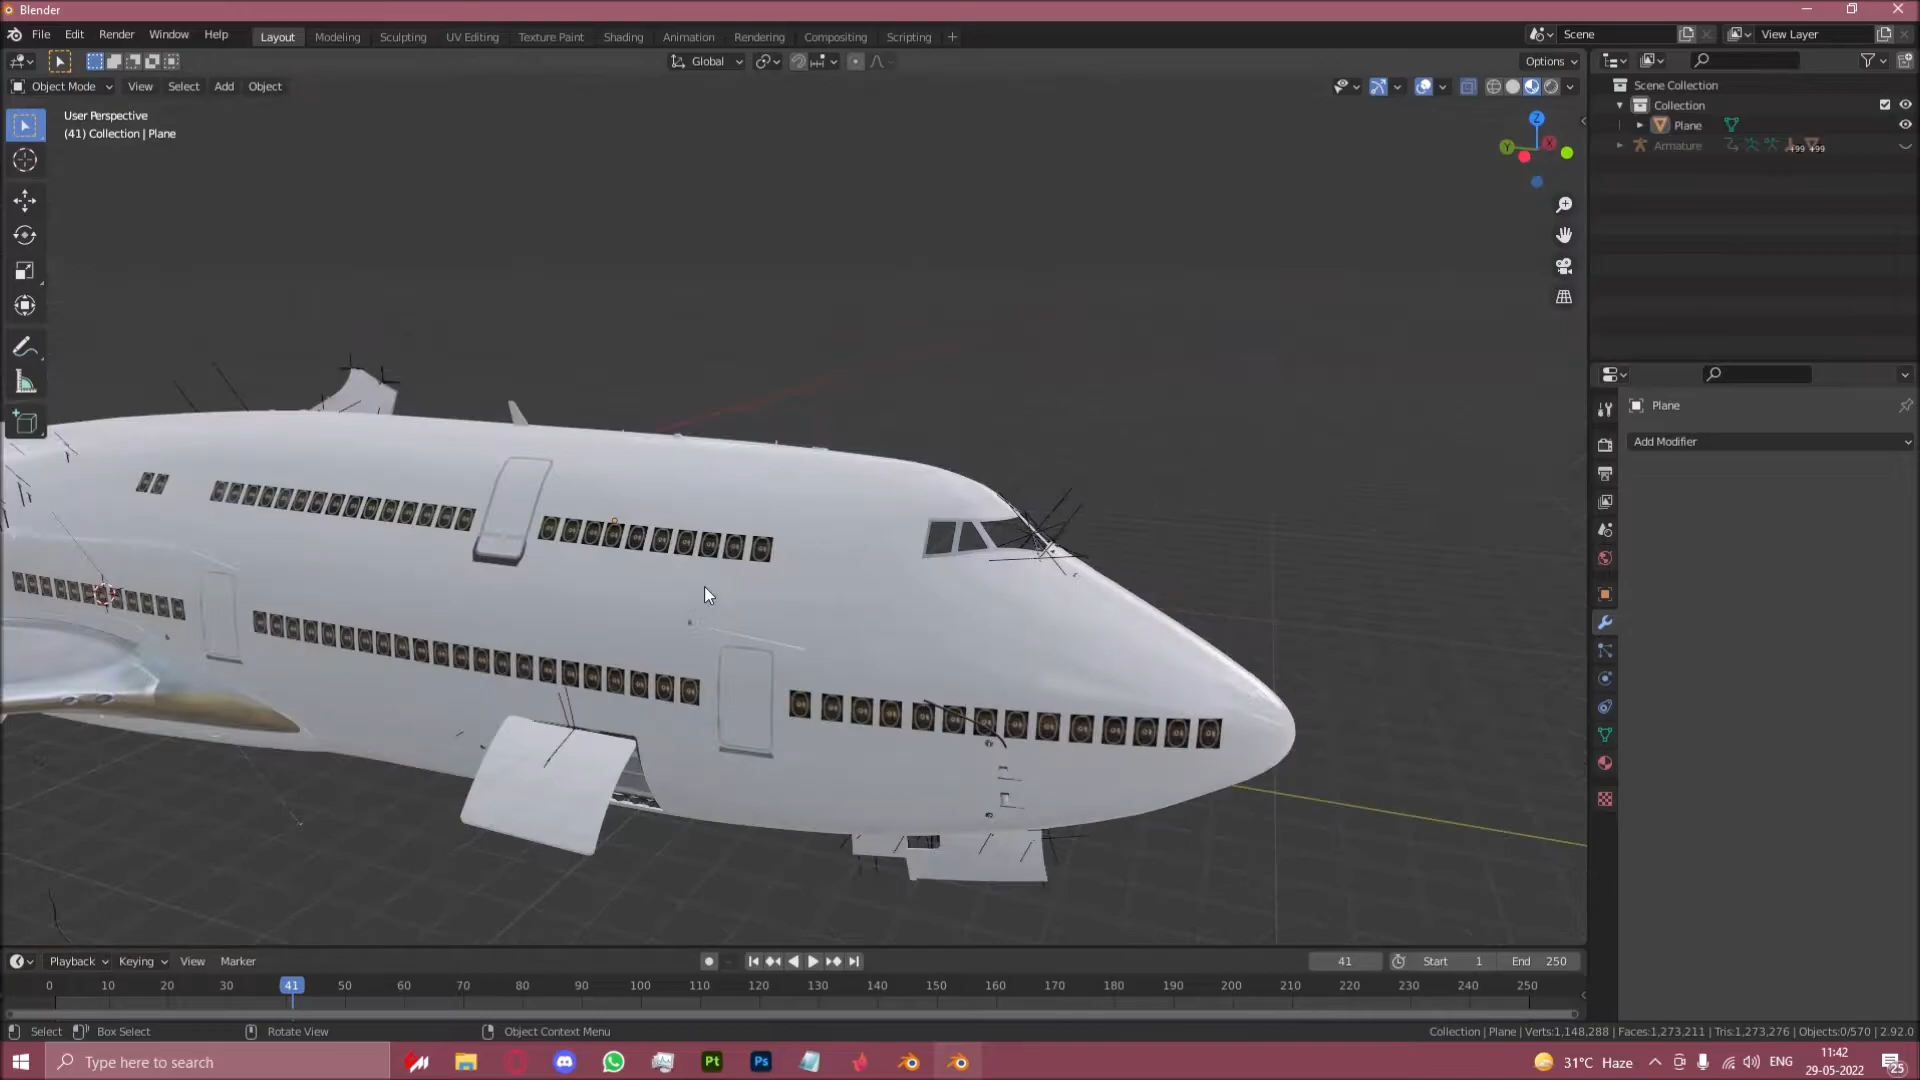 Blender
File Edit Render Window Help Layout Modeling Sculpting UV Editing Texture Paint Shading Animation Rendering Compositing Scripting + Scene View Layer
Global Options
Object Mode View Select Add Object
User Perspective
(41) Collection | Plane
Z
Y X
Scene Collection
Collection
Plane
Armature 499 499
Plane
Add Modifier
Playback Keying View Marker 41 Start 1 End 250
0 10 20 30 41 50 60 70 80 90 100 110 120 130 140 150 160 170 180 190 200 210 220 230 240 250
Select Box Select Rotate View Object Context Menu Collection | Plane | Verts:1,148,288 | Faces:1,273,211 | Tris:1,273,276 | Objects:0/570 | 2.92.0
Type here to search Pt Ps 31°C Haze ENG 11:42
29-05-2022 25